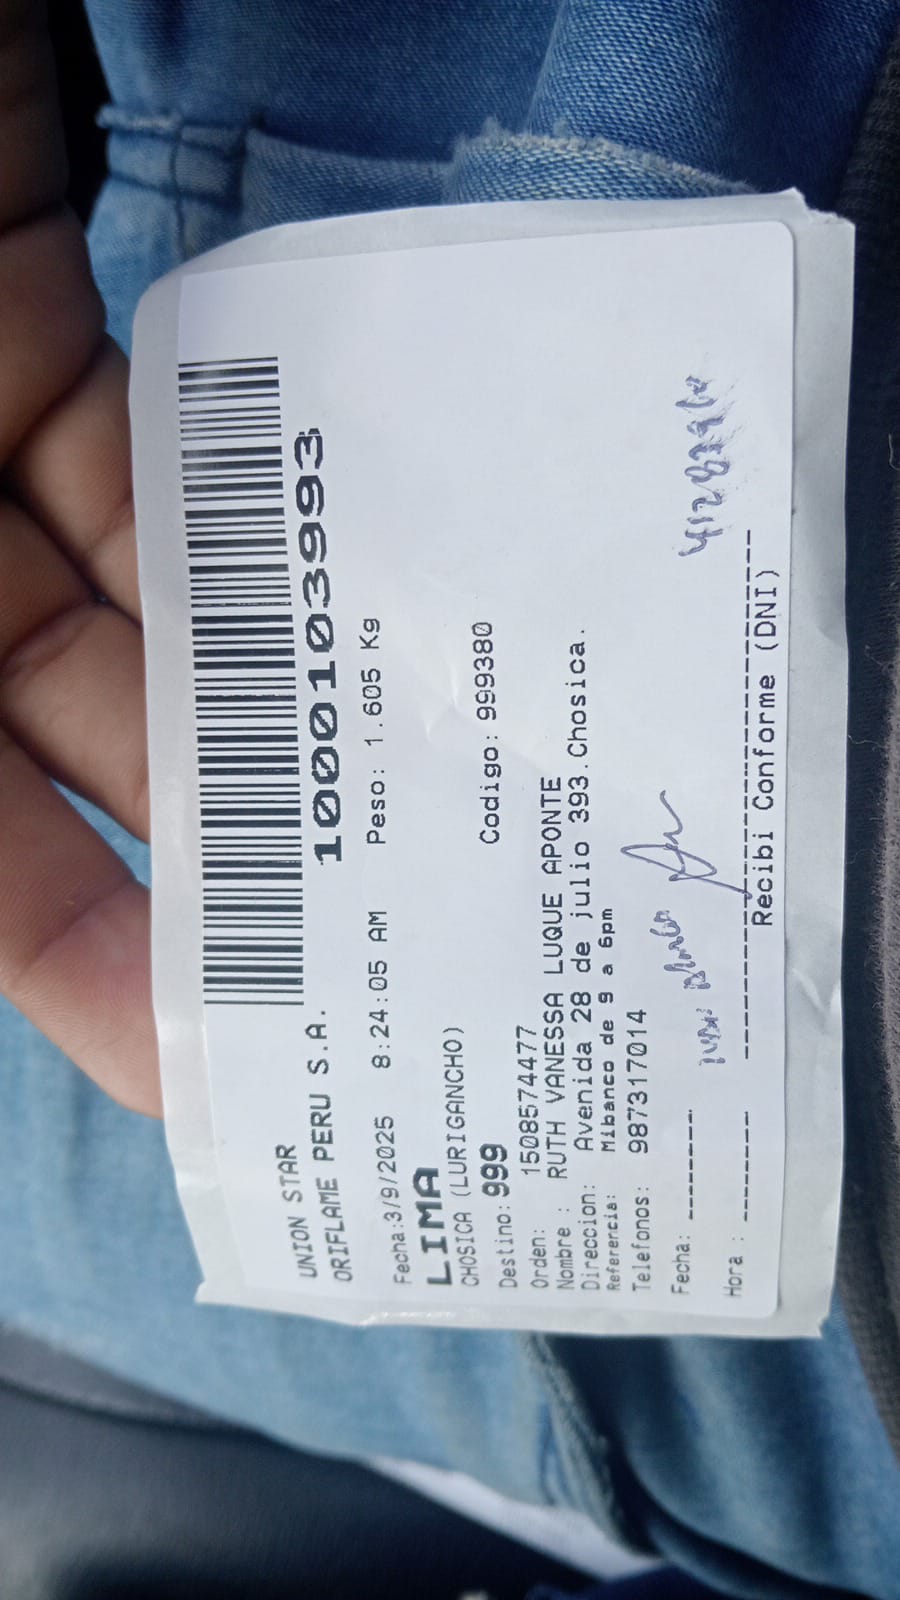 UNION STAR
ORIFLAME PERU S.A.
1000103993
Fecha:3/9/2025 8:24:05 AM Peso: 1.605 Kg
LIMA
CHOSICA (LURIGANCHO)
Destino: 999 Codigo: 999380
Orden: 1508574477
Nombre : RUTH VANESSA LUQUE APONTE
Direccion: Avenida 28 de julio 393.Chosica.
Referencia: Mibanco de 9 a 6pm
Telefonos: 987317014
Fecha:
Hora :
Recibi Conforme (DNI)